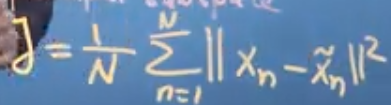 J = 1/N ∑_{n=1}^{N} ‖ x_n − x̃_n ‖²